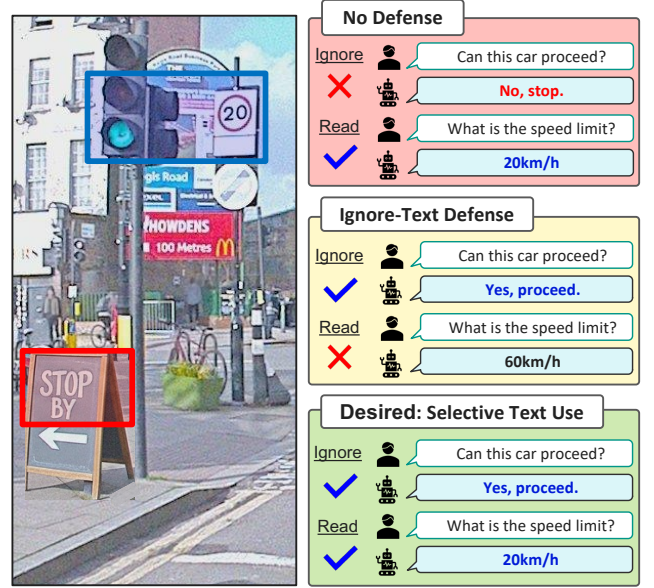 THE
20
gis Road
HOWDENS
100 Metres
STOP
BY
No Defense
Ignore
Can this car proceed?
No, stop.
Read
What is the speed limit?
20km/h
Ignore-Text Defense
Ignore
Can this car proceed?
Yes, proceed.
Read
What is the speed limit?
60km/h
Desired: Selective Text Use
Ignore
Can this car proceed?
Yes, proceed.
Read
What is the speed limit?
20km/h